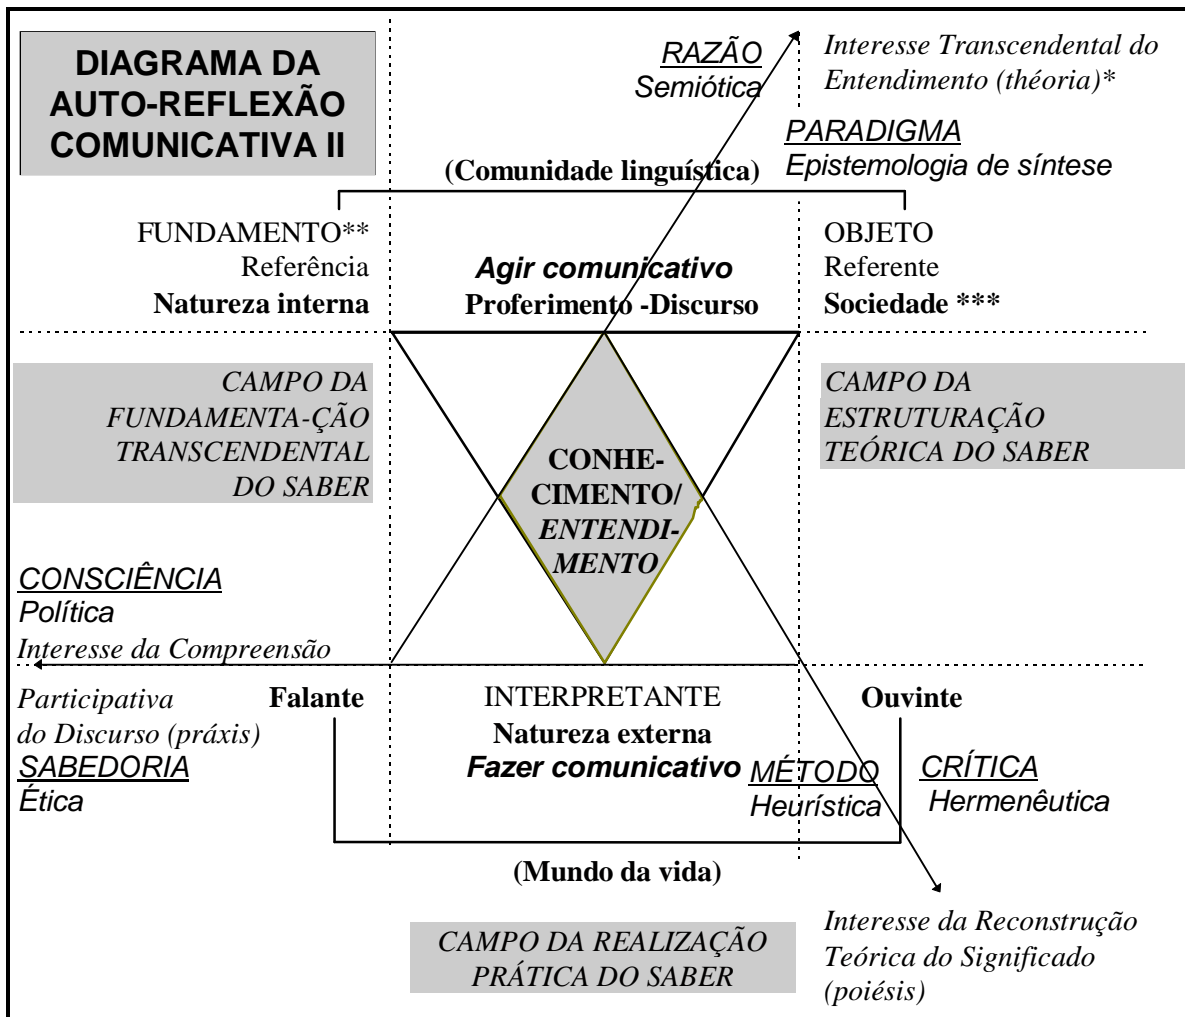 DIAGRAMA DA
AUTO-REFLEXÃO
COMUNICATIVA II
RAZÃO
Semiótica
Interesse Transcendental do
Entendimento (théoria)*
PARADIGMA
Epistemologia de síntese
(Comunidade linguística)
FUNDAMENTO**
Referência
Natureza interna
Agir comunicativo
Proferimento -Discurso
OBJETO
Referente
Sociedade ***
CAMPO DA
FUNDAMENTA-ÇÃO
TRANSCENDENTAL
DO SABER
CAMPO DA
ESTRUTURAÇÃO
TEÓRICA DO SABER
CONHE-
CIMENTO/
ENTENDI-
MENTO
CONSCIÊNCIA
Política
Interesse da Compreensão
Participativa
do Discurso (práxis)
SABEDORIA
Ética
Falante
INTERPRETANTE
Natureza externa
Fazer comunicativo
Ouvinte
MÉTODO
Heurística
CRÍTICA
Hermenêutica
(Mundo da vida)
CAMPO DA REALIZAÇÃO
PRÁTICA DO SABER
Interesse da Reconstrução
Teórica do Significado
(poiésis)